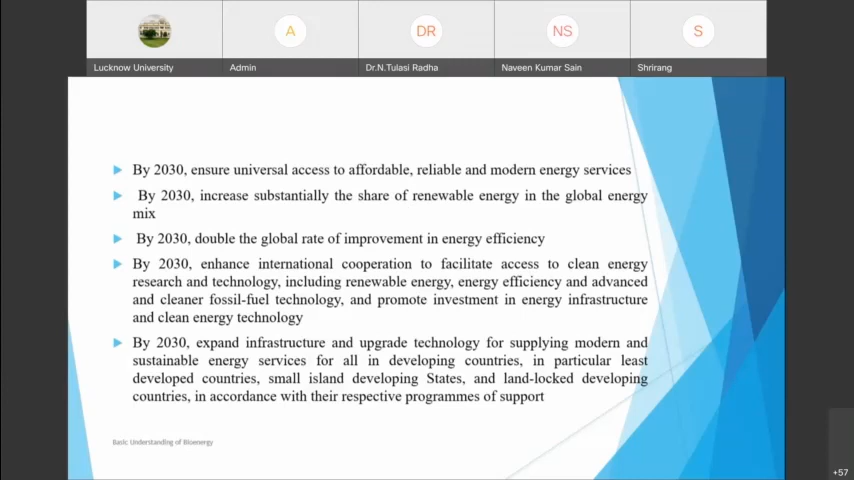 A
DR
NS
S
Lucknow University
Admin
Dr.N.Tulasi Radha
Naveen Kumar Sain
Shrirang
By 2030, ensure universal access to affordable, reliable and modern energy services
By 2030, increase substantially the share of renewable energy in the global energy
mix
By 2030, double the global rate of improvement in energy efficiency
By 2030, enhance international cooperation to facilitate access to clean energy
research and technology, including renewable energy, energy efficiency and advanced
and cleaner fossil-fuel technology, and promote investment in energy infrastructure
and clean energy technology
By 2030, expand infrastructure and upgrade technology for supplying modern and
sustainable energy services for all in developing countries, in particular least
developed countries, small island developing States, and land-locked developing
countries, in accordance with their respective programmes of support
Basic Understanding of Bioenergy
+57